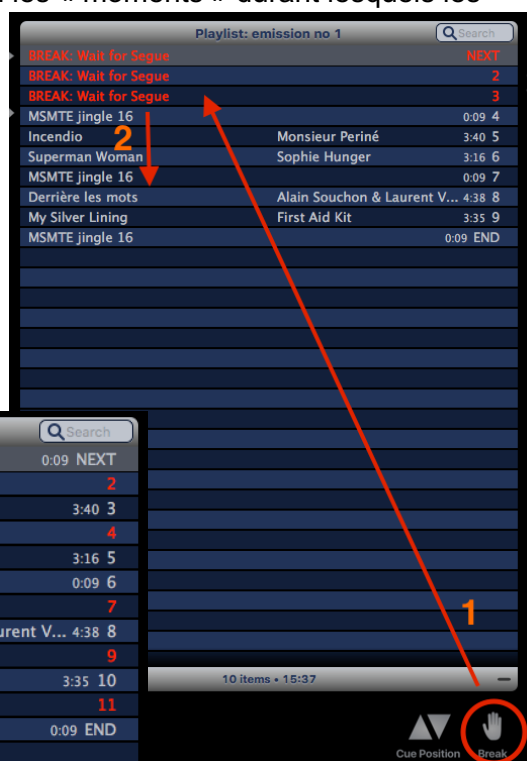 « moments » durant lesquels les
Playlist: emission no 1 Search
BREAK: Wait for Segue NEXT
BREAK: Wait for Segue 2
BREAK: Wait for Segue 3
MSMTE jingle 16 0:09 4
Incendio Monsieur Periné 3:40 5
Superman Woman Sophie Hunger 3:16 6
MSMTE jingle 16 0:09 7
Derrière les mots Alain Souchon & Laurent V... 4:38 8
My Silver Lining First Aid Kit 3:35 9
MSMTE jingle 16 0:09 END
2
1
Search
0:09 NEXT
2
3:40 3
4
3:16 5
0:09 6
7
urent V... 4:38 8
9
3:35 10
11
0:09 END
10 items • 15:37
Cue Position Break